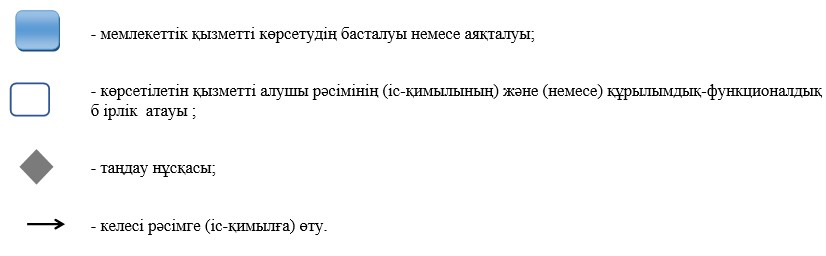 - мемлекеттік қызметті көрсетудің басталуы немесе аяқталуы;
- көрсетілетін қызметті алушы рәсімінің (іс-қимылының) және (немесе) құрылымдық-функционалдық
б ірлік атауы ;
- таңдау нұсқасы;
- келесі рәсімге (іс-қимылға) өту.